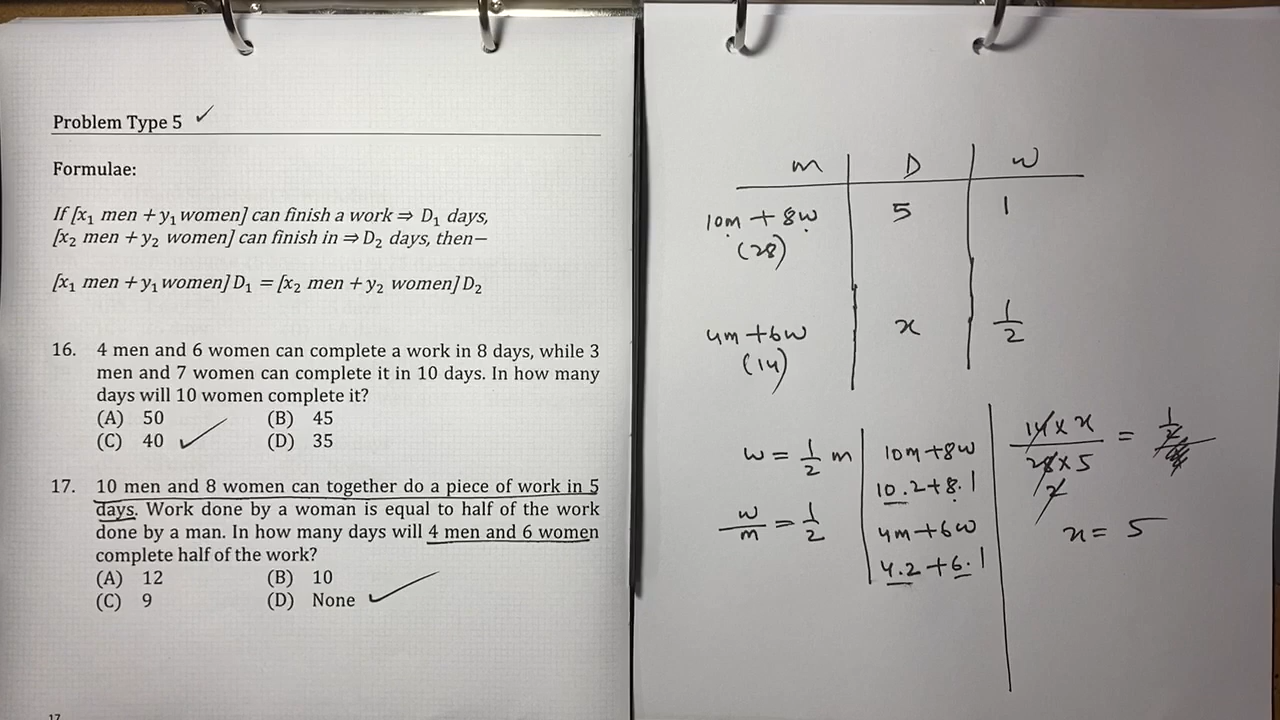 Problem Type 5 ✓
Formulae:
If [x₁ men + y₁ women] can finish a work ⇒ D₁ days,
[x₂ men + y₂ women] can finish in ⇒ D₂ days, then−
[x₁ men + y₁ women] D₁ = [x₂ men + y₂ women] D₂
16. 4 men and 6 women can complete a work in 8 days, while 3
men and 7 women can complete it in 10 days. In how many
days will 10 women complete it?
(A) 50 (B) 45
(C) 40 ✓ (D) 35
17. 10 men and 8 women can together do a piece of work in 5
days. Work done by a woman is equal to half of the work
done by a man. In how many days will 4 men and 6 women
complete half of the work?
(A) 12 (B) 10
(C) 9 (D) None ✓
17
m D W
10m + 8w 5 1
(28)
4m + 6w x 1/2
(14)
w = 1/2 m
w/m = 1/2
10m + 8w
10.2 + 8.1
4m + 6w
4.2 + 6.1
14 × x / 28 × 5 = 1/2
2
x = 5